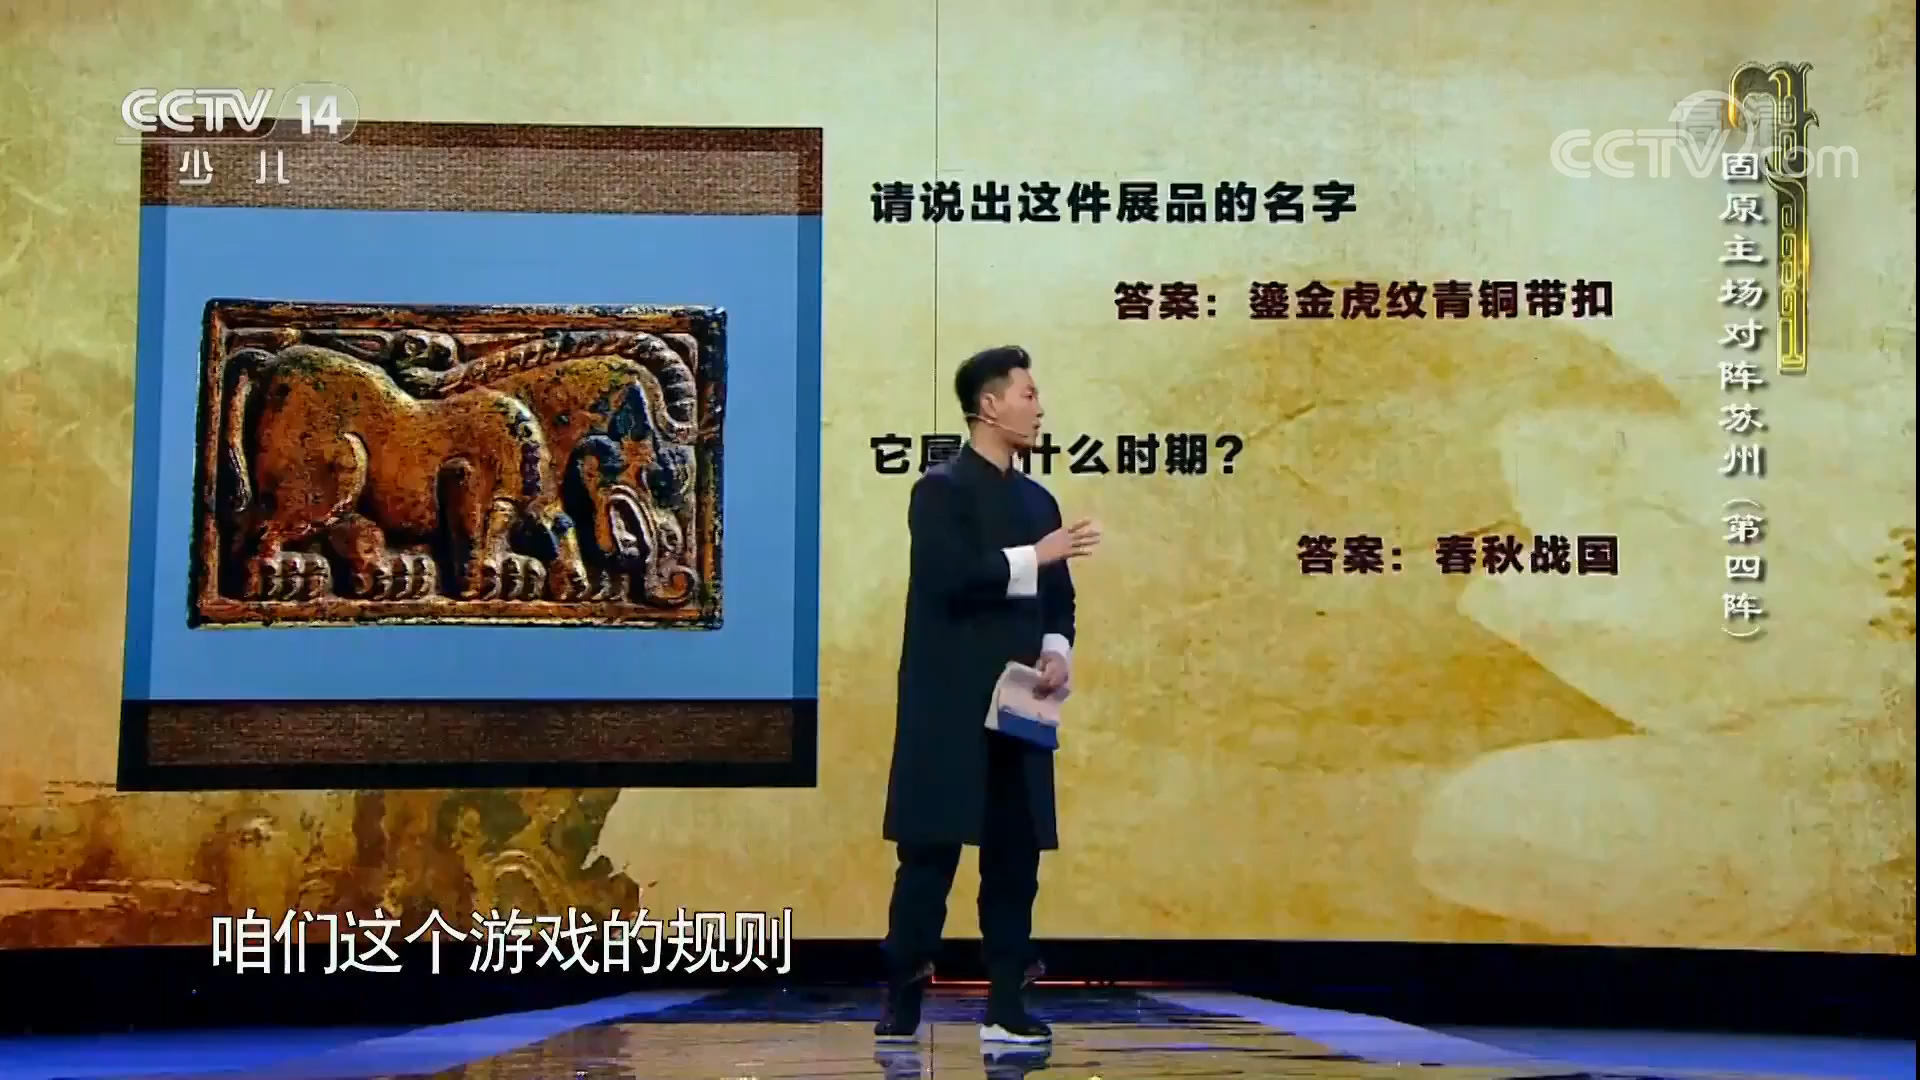 CCTV 14
少儿
高清
CCTV.com
请说出这件展品的名字
答案：鎏金虎纹青铜带扣
它属 什么时期？
答案：春秋战国
固原主场对阵苏州（第四阵）
咱们这个游戏的规则